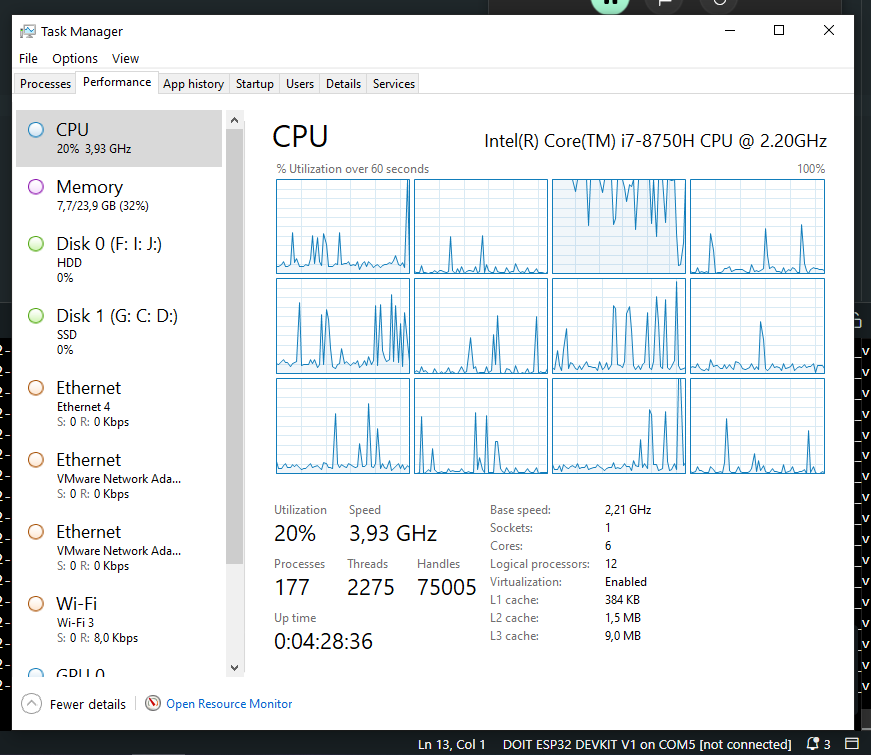 Task Manager
File Options View
Processes Performance App history Startup Users Details Services
CPU
20% 3,93 GHz
Memory
7,7/23,9 GB (32%)
Disk 0 (F: I: J:)
HDD
0%
Disk 1 (G: C: D:)
SSD
0%
Ethernet
Ethernet 4
S: 0 R: 0 Kbps
Ethernet
VMware Network Ada...
S: 0 R: 0 Kbps
Ethernet
VMware Network Ada...
S: 0 R: 0 Kbps
Wi-Fi
Wi-Fi 3
S: 0 R: 8,0 Kbps
GPU 0
CPU Intel(R) Core(TM) i7-8750H CPU @ 2.20GHz
% Utilization over 60 seconds 100%
Utilization Speed
20% 3,93 GHz
Processes Threads Handles
177 2275 75005
Up time
0:04:28:36
Base speed: 2,21 GHz
Sockets: 1
Cores: 6
Logical processors: 12
Virtualization: Enabled
L1 cache: 384 KB
L2 cache: 1,5 MB
L3 cache: 9,0 MB
Fewer details Open Resource Monitor
Ln 13, Col 1 DOIT ESP32 DEVKIT V1 on COM5 [not connected] 3